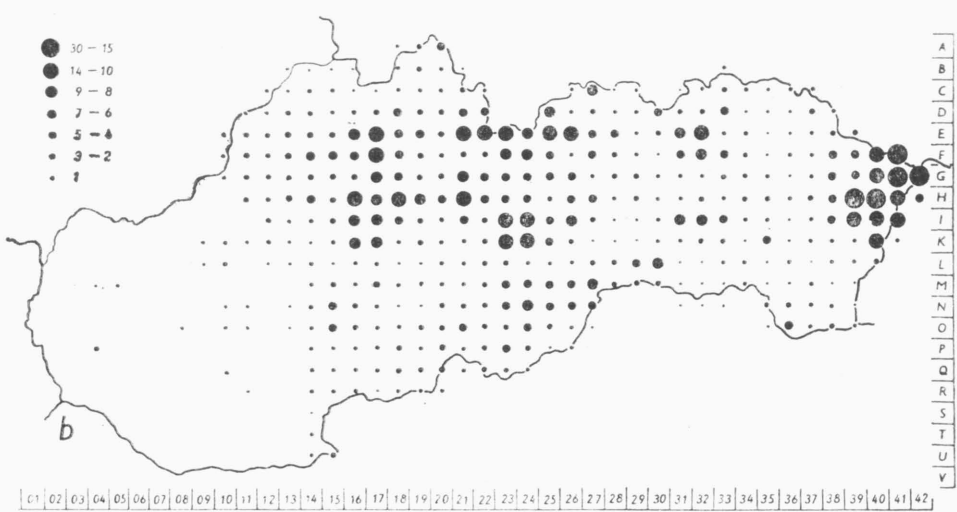 30 – 15
14 – 10
9 – 8
7 – 6
5 – 4
3 – 2
1
A
B
C
D
E
F
G
H
I
K
L
M
N
O
P
Q
R
S
T
U
V
b
01 02 03 04 05 06 07 08 09 10 11 12 13 14 15 16 17 18 19 20 21 22 23 24 25 26 27 28 29 30 31 32 33 34 35 36 37 38 39 40 41 42